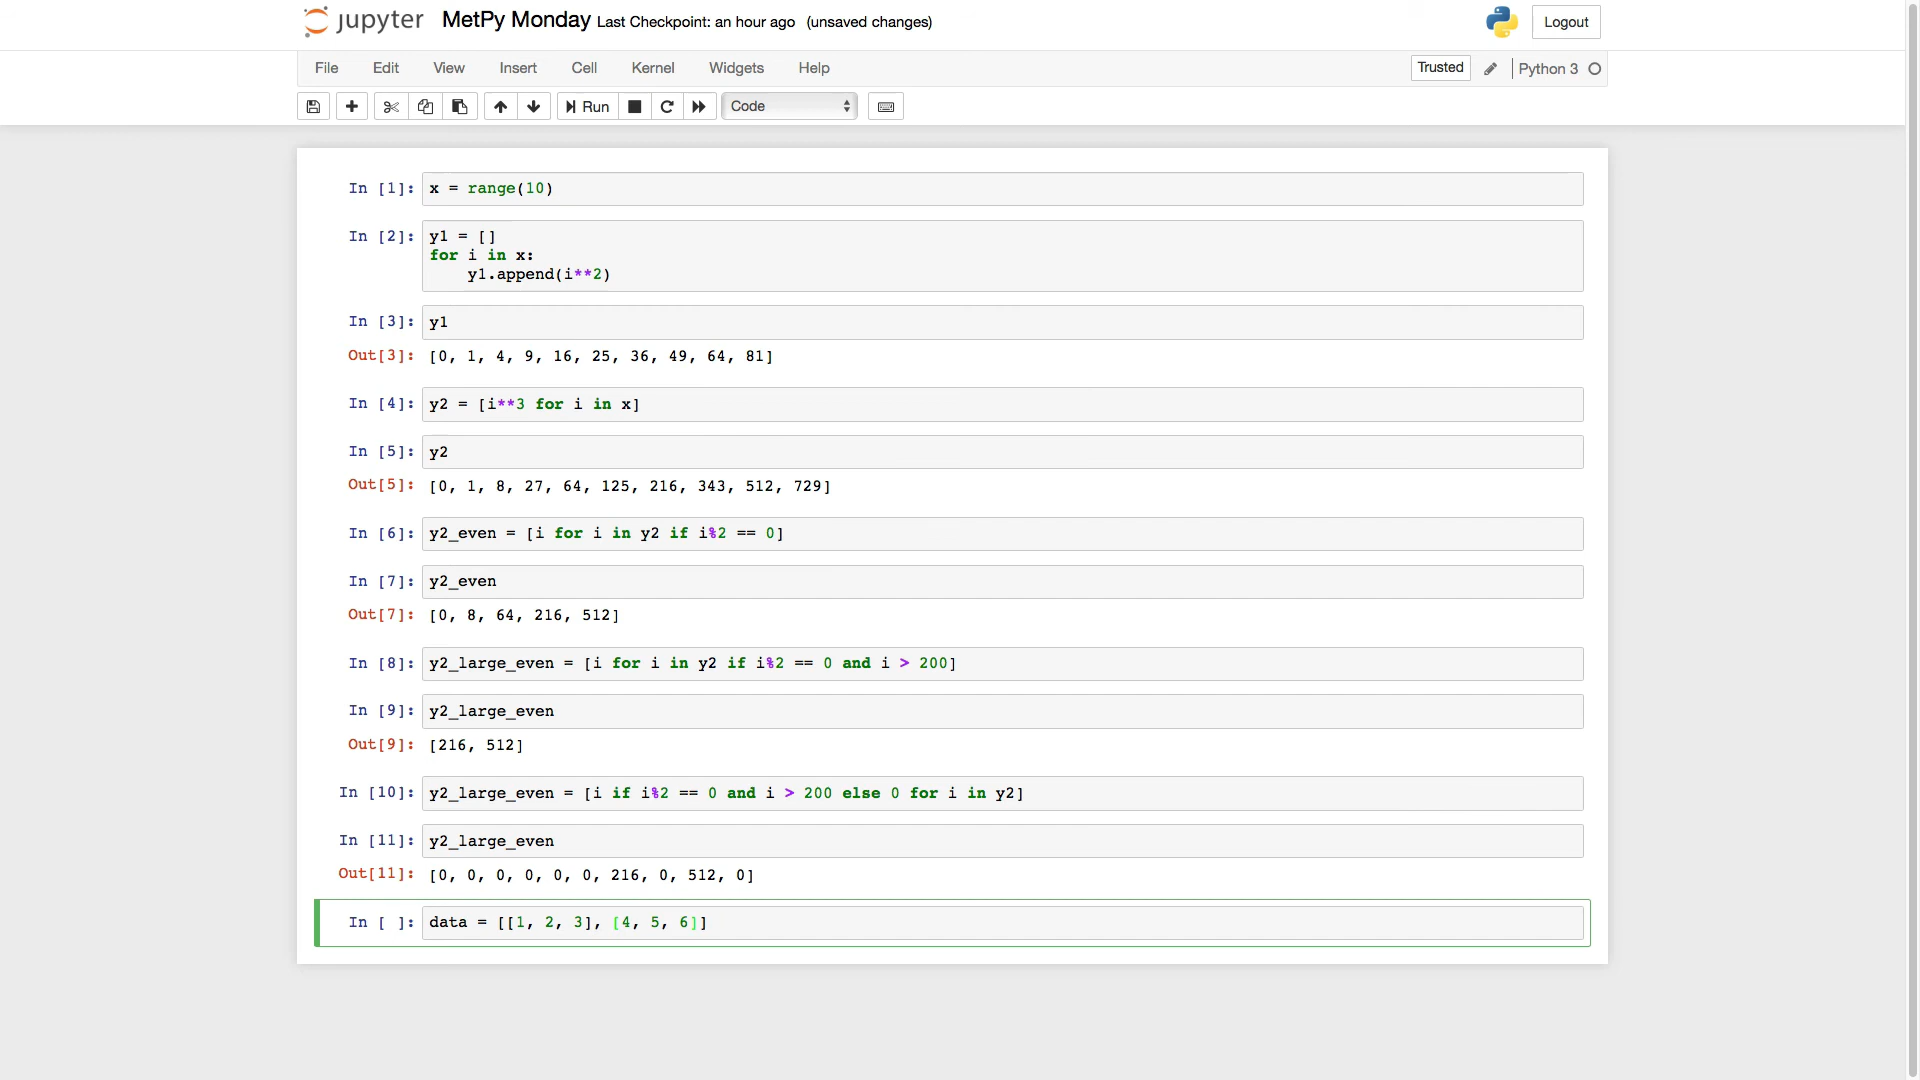 jupyter MetPy Monday Last Checkpoint: an hour ago (unsaved changes) Logout
File Edit View Insert Cell Kernel Widgets Help Trusted Python 3
Run Code
In [1]: x = range(10)
In [2]: y1 = []
for i in x:
    y1.append(i**2)
In [3]: y1
Out[3]: [0, 1, 4, 9, 16, 25, 36, 49, 64, 81]
In [4]: y2 = [i**3 for i in x]
In [5]: y2
Out[5]: [0, 1, 8, 27, 64, 125, 216, 343, 512, 729]
In [6]: y2_even = [i for i in y2 if i%2 == 0]
In [7]: y2_even
Out[7]: [0, 8, 64, 216, 512]
In [8]: y2_large_even = [i for i in y2 if i%2 == 0 and i > 200]
In [9]: y2_large_even
Out[9]: [216, 512]
In [10]: y2_large_even = [i if i%2 == 0 and i > 200 else 0 for i in y2]
In [11]: y2_large_even
Out[11]: [0, 0, 0, 0, 0, 0, 216, 0, 512, 0]
In [ ]: data = [[1, 2, 3], [4, 5, 6]]